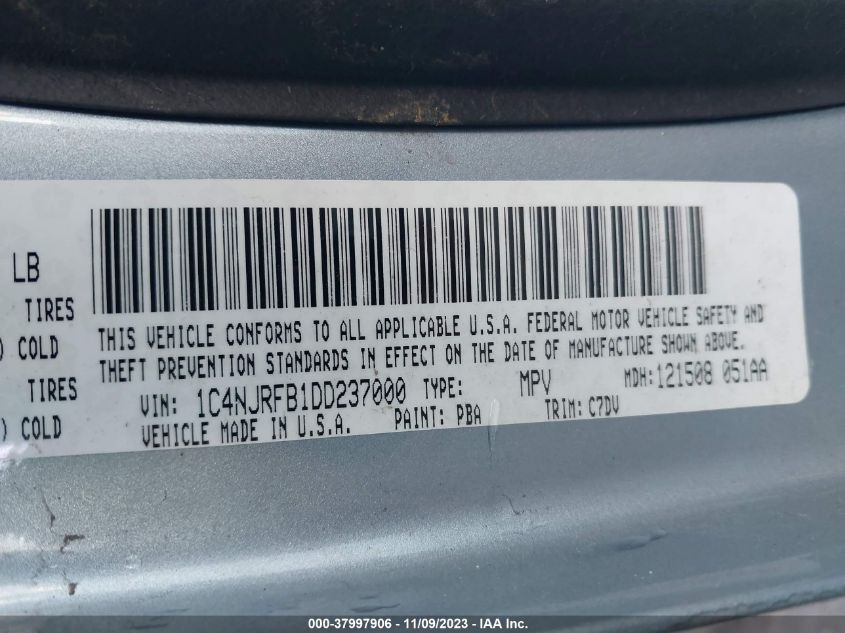 LB
TIRES
) COLD
TIRES
) COLD
THIS VEHICLE CONFORMS TO ALL APPLICABLE U.S.A. FEDERAL MOTOR VEHICLE SAFETY AND
THEFT PREVENTION STANDARDS IN EFFECT ON THE DATE OF MANUFACTURE SHOWN ABOVE.
VIN: 1C4NJRFB1DD237000 TYPE: MPV MDH:121508 051AA
VEHICLE MADE IN U.S.A. PAINT: PBA TRIM: C7DV
000-37997906 - 11/09/2023 - IAA Inc.